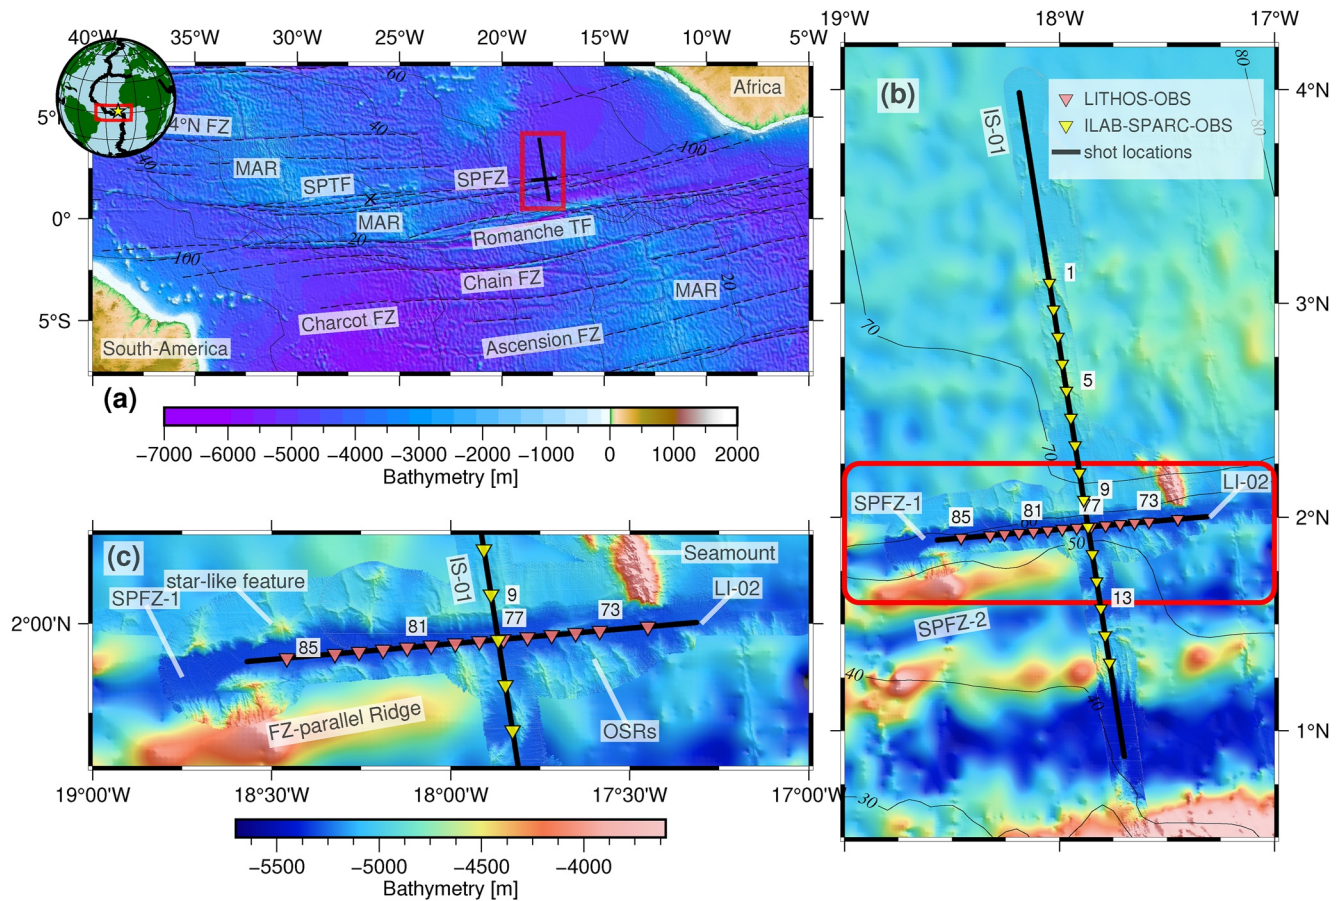 40°W 35°W 30°W 25°W 20°W 15°W 10°W 5°W
5°
0°
5°S
60
4°N FZ
40
40
MAR
SPTF
SPFZ
100
Africa
MAR
20
Romanche TF
100
Chain FZ
MAR
20
Charcot FZ
Ascension FZ
South-America
(a)
−7000 −6000 −5000 −4000 −3000 −2000 −1000 0 1000 2000
Bathymetry [m]
19°W 18°W 17°W
(b)
IS-01
80
LITHOS-OBS
ILAB-SPARC-OBS
80
shot locations
4°N
3°N
2°N
1°N
1
70
5
70
9
77
73
LI-02
SPFZ-1
85
81
60
50
13
SPFZ-2
40
40
30
(c)
IS-01
Seamount
star-like feature
SPFZ-1
LI-02
9
77
73
81
85
2°00'N
FZ-parallel Ridge
OSRs
19°00'W 18°30'W 18°00'W 17°30'W 17°00'W
−5500 −5000 −4500 −4000
Bathymetry [m]